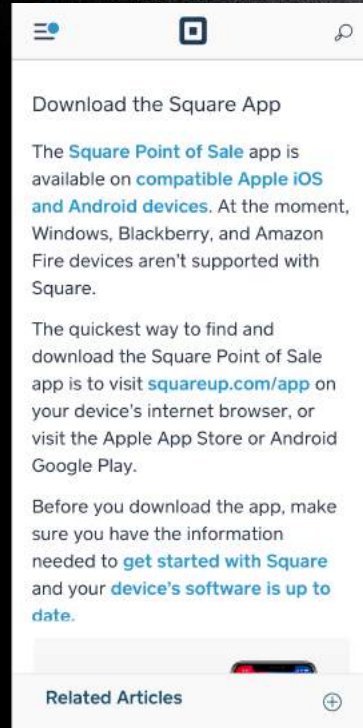 Download the Square App
The Square Point of Sale app is
available on compatible Apple iOS
and Android devices. At the moment,
Windows, Blackberry, and Amazon
Fire devices aren't supported with
Square.
The quickest way to find and
download the Square Point of Sale
app is to visit squareup.com/app on
your device's internet browser, or
visit the Apple App Store or Android
Google Play.
Before you download the app, make
sure you have the information
needed to get started with Square
and your device's software is up to
date.
Related Articles